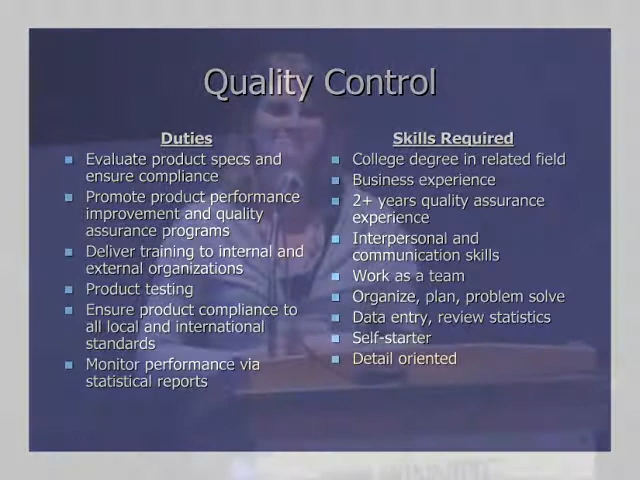 Quality Control
Duties
Evaluate product specs and
ensure compliance
Promote product performance
improvement and quality
assurance programs
Deliver training to internal and
external organizations
Product testing
Ensure product compliance to
all local and international
standards
Monitor performance via
statistical reports
Skills Required
College degree in related field
Business experience
2+ years quality assurance
experience
Interpersonal and
communication skills
Work as a team
Organize, plan, problem solve
Data entry, review statistics
Self-starter
Detail oriented